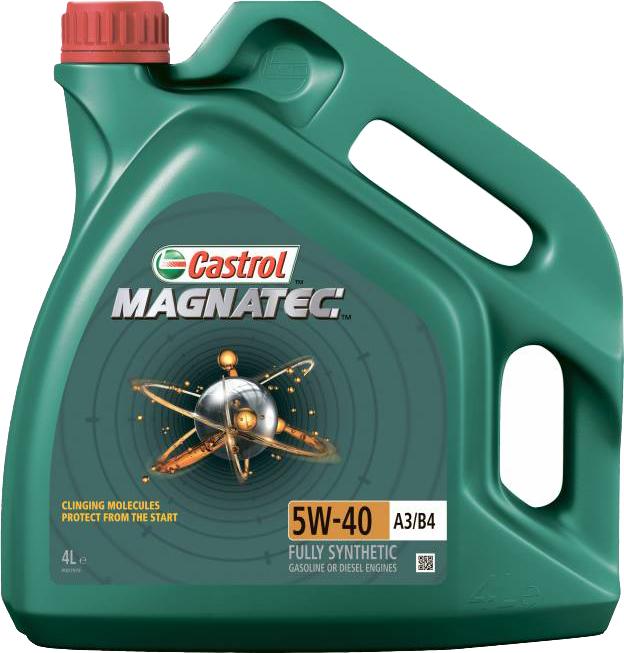 Castrol
MAGNATEC
CLINGING MOLECULES
PROTECT FROM THE START
4L e
5W-40 A3/B4
FULLY SYNTHETIC
GASOLINE OR DIESEL ENGINES